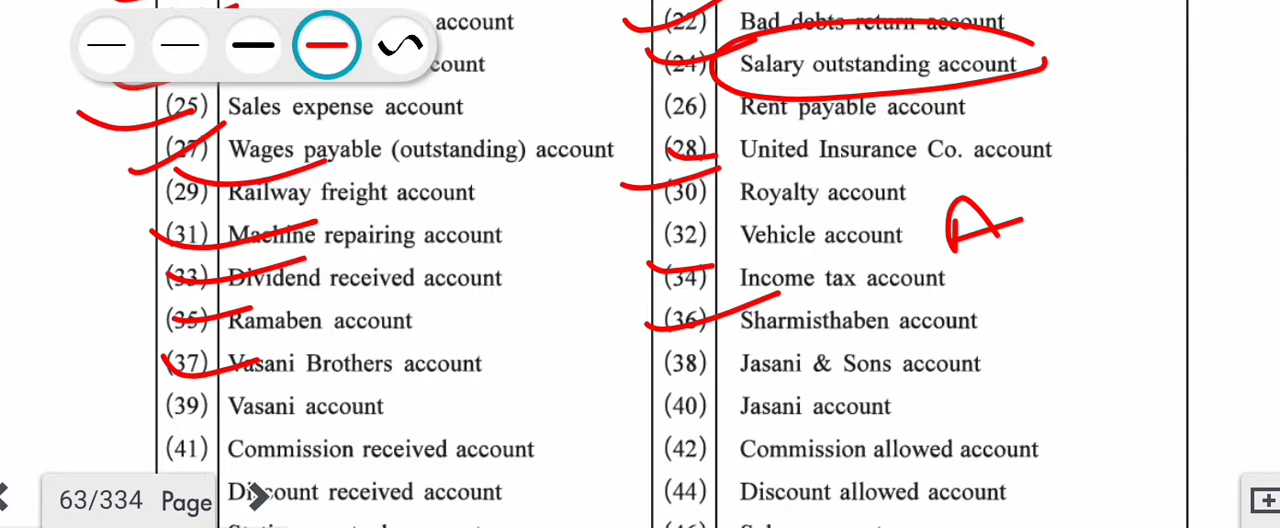 account (22) Bad debts return account
count (24) Salary outstanding account
(25) Sales expense account (26) Rent payable account
(27) Wages payable (outstanding) account (28) United Insurance Co. account
(29) Railway freight account (30) Royalty account
(31) Machine repairing account (32) Vehicle account A
(33) Dividend received account (34) Income tax account
(35) Ramaben account (36) Sharmisthaben account
(37) Vasani Brothers account (38) Jasani & Sons account
(39) Vasani account (40) Jasani account
(41) Commission received account (42) Commission allowed account
Discount received account (44) Discount allowed account
63/334 Page